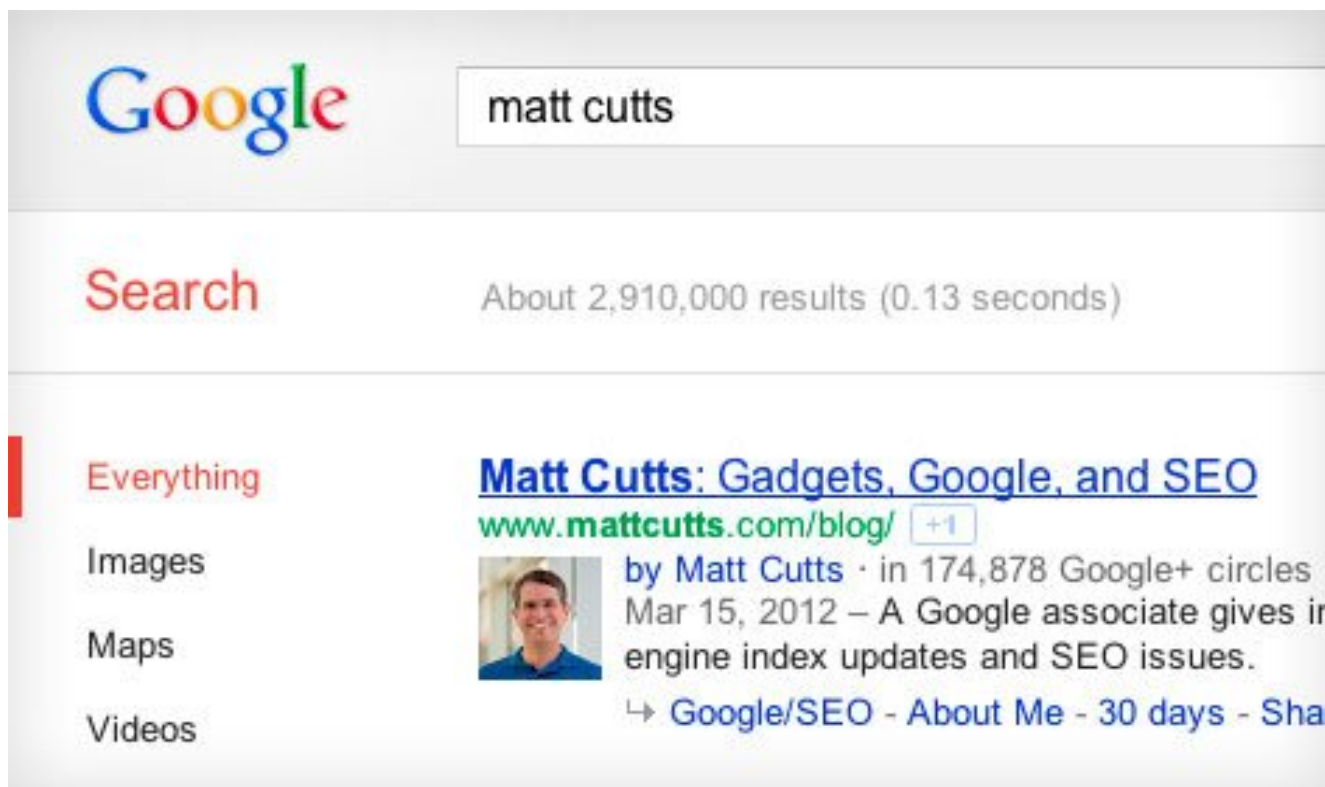 Google
matt cutts
Search
About 2,910,000 results (0.13 seconds)
Everything
Images
Maps
Videos
Matt Cutts: Gadgets, Google, and SEO
www.mattcutts.com/blog/ +1
by Matt Cutts · in 174,878 Google+ circles
Mar 15, 2012 – A Google associate gives
engine index updates and SEO issues.
↳ Google/SEO - About Me - 30 days -